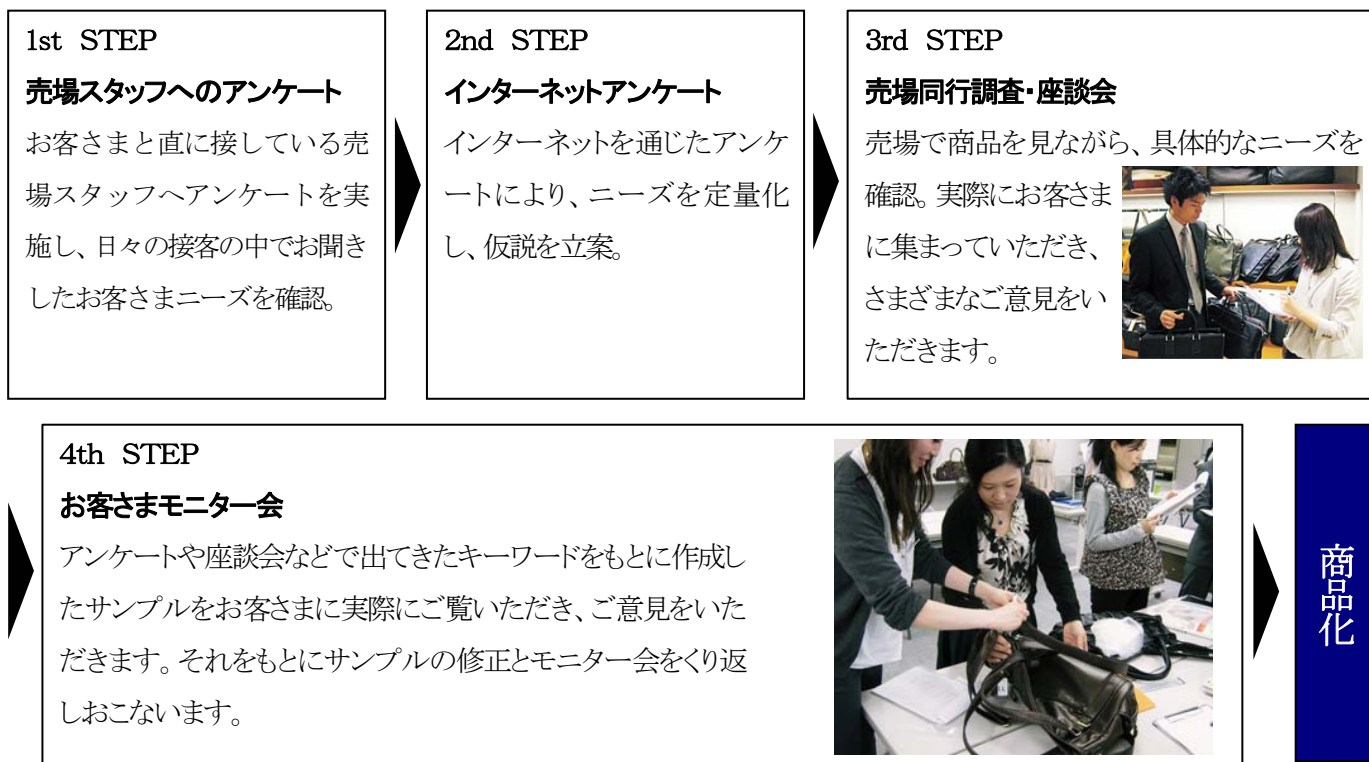 1st STEP
売場スタッフへのアンケート
お客さまと直に接している売
場スタッフへアンケートを実
施し、日々の接客の中でお聞き
したお客さまニーズを確認。
2nd STEP
インターネットアンケート
インターネットを通じたアンケ
ートにより、ニーズを定量化
し、仮説を立案。
3rd STEP
売場同行調査・座談会
売場で商品を見ながら、具体的なニーズを
確認。実際にお客さま
に集まっていただき、
さまざまなご意見をい
ただきます。
4th STEP
お客さまモニター会
アンケートや座談会などで出てきたキーワードをもとに作成し
たサンプルをお客さまに実際にご覧いただき、ご意見をいた
だきます。それをもとにサンプルの修正とモニター会をくり返
しおこないます。
商品化